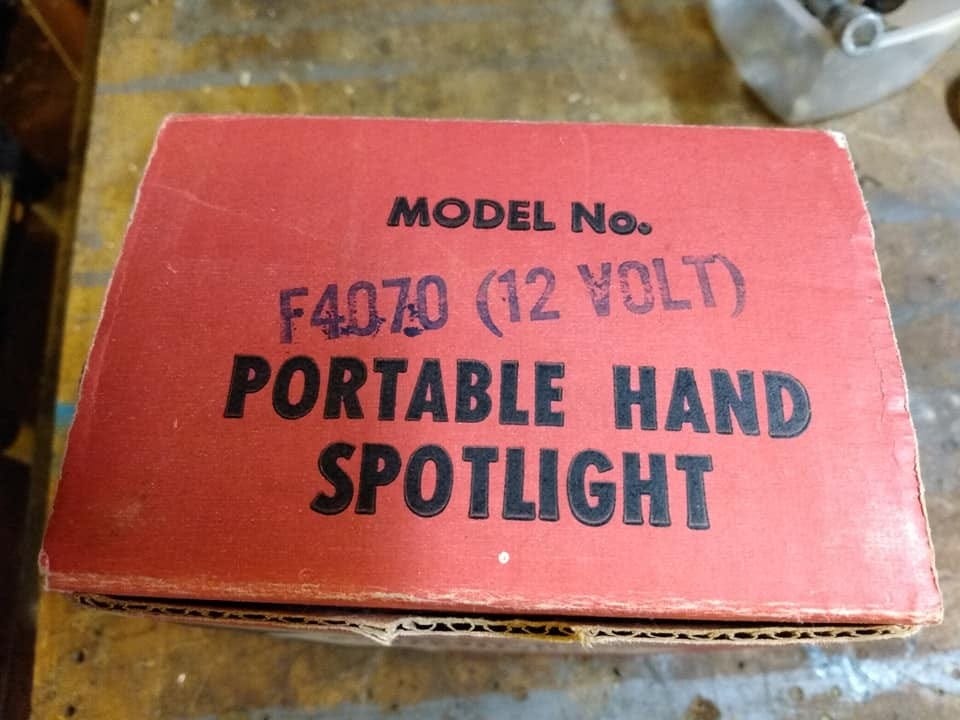 MODEL No.
F4070 (12 VOLT)
PORTABLE HAND
SPOTLIGHT